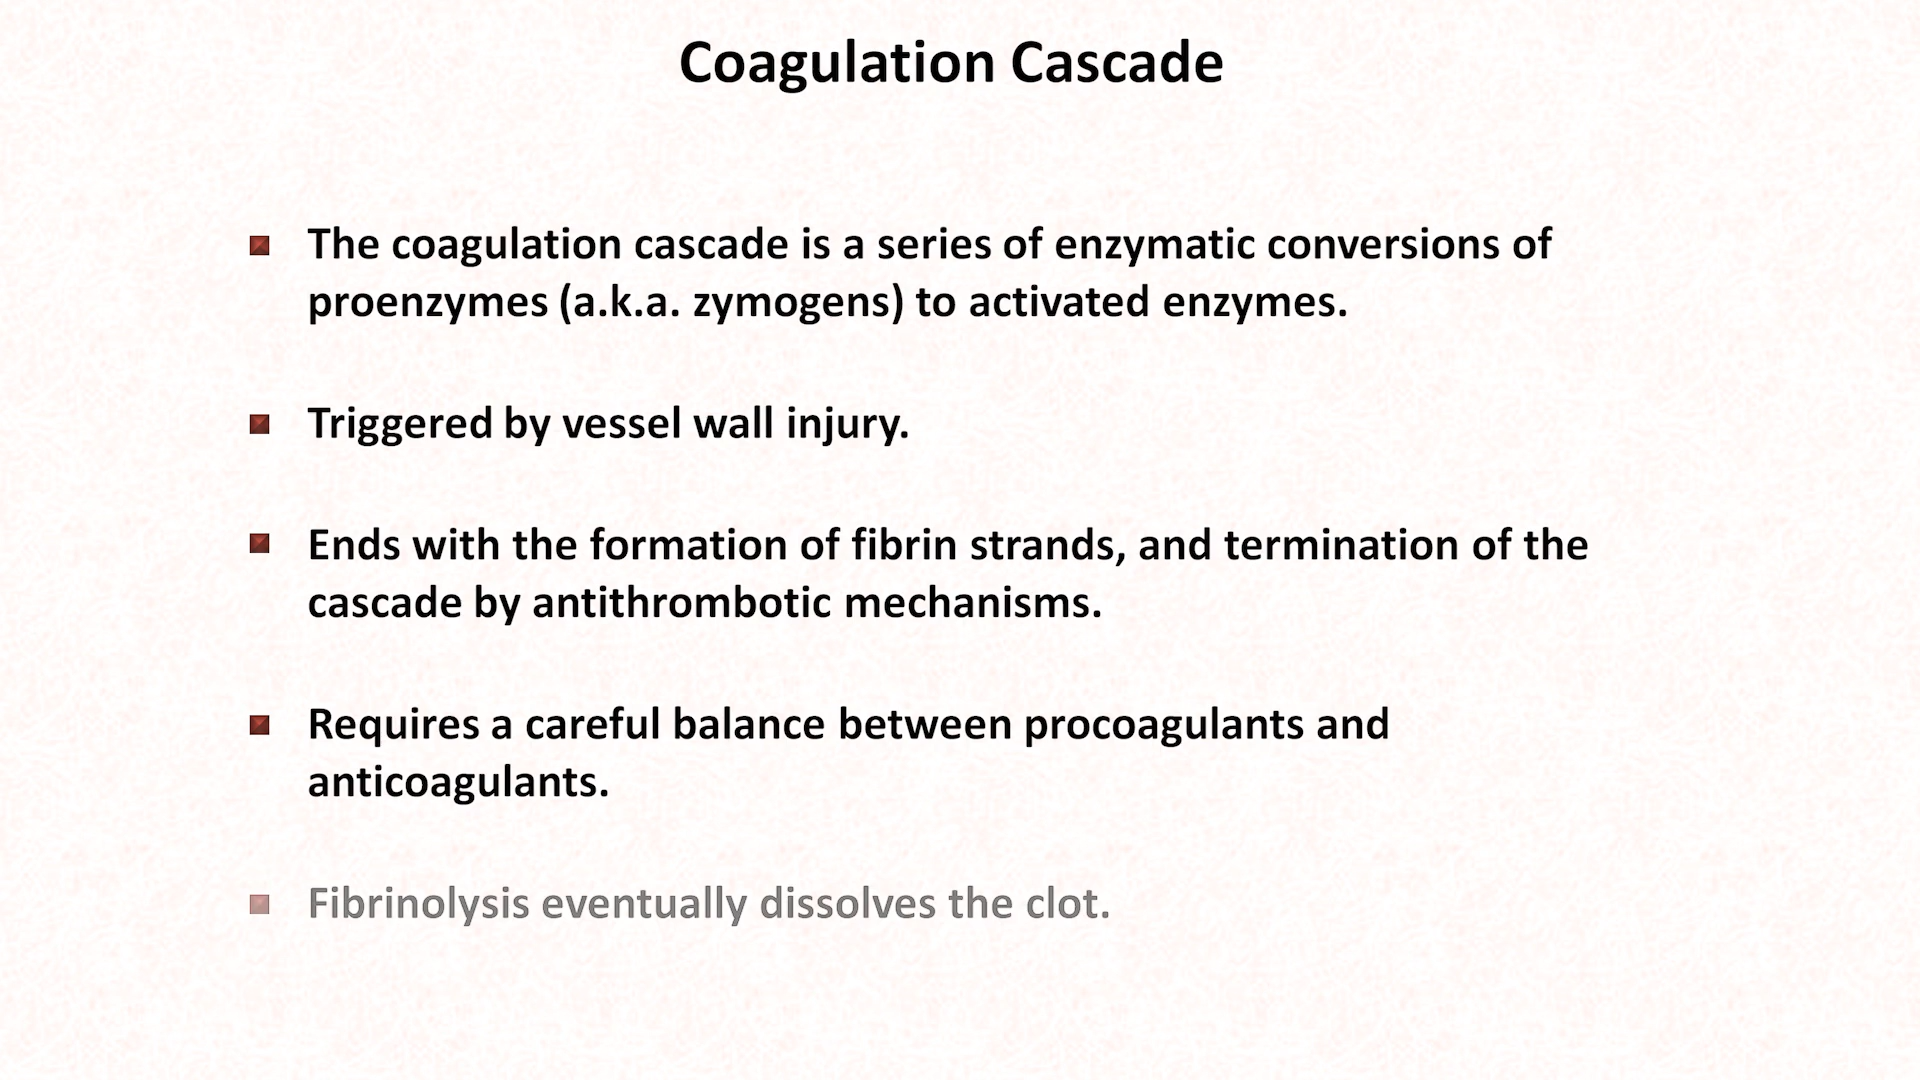 Coagulation Cascade
The coagulation cascade is a series of enzymatic conversions of
proenzymes (a.k.a. zymogens) to activated enzymes.
Triggered by vessel wall injury.
Ends with the formation of fibrin strands, and termination of the
cascade by antithrombotic mechanisms.
Requires a careful balance between procoagulants and
anticoagulants.
Fibrinolysis eventually dissolves the clot.